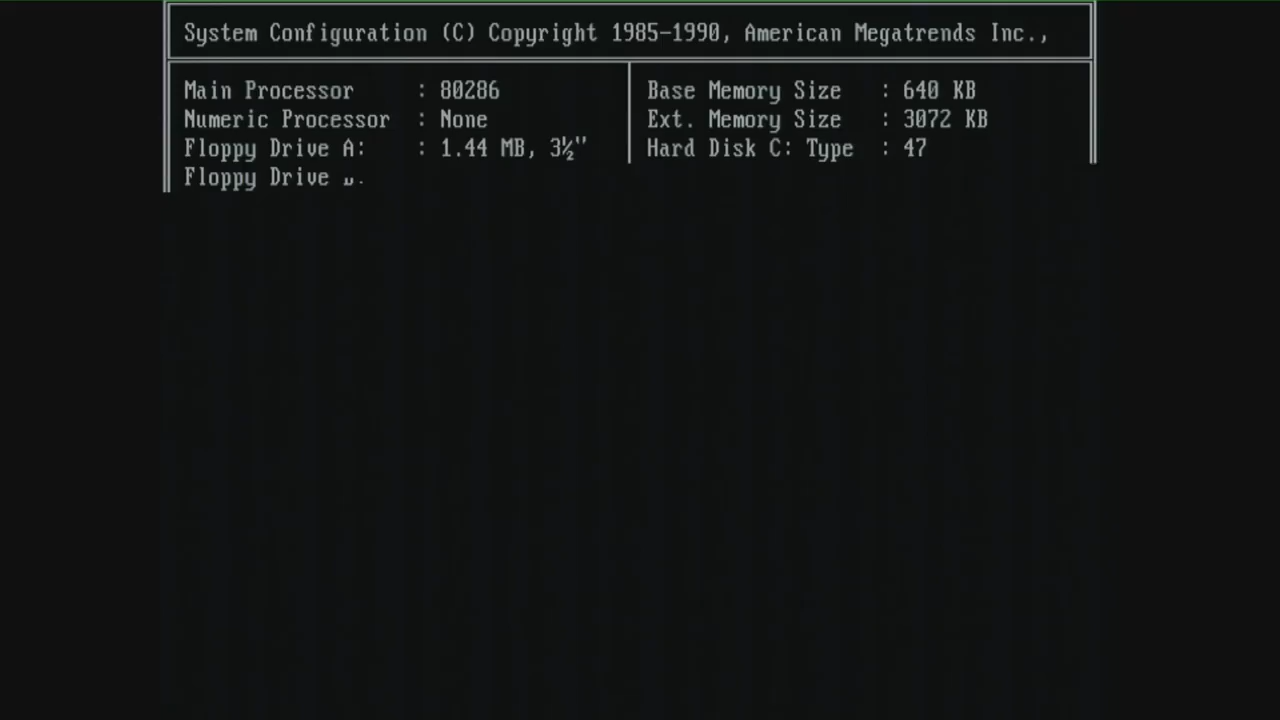 System Configuration (C) Copyright 1985-1990, American Megatrends Inc.,
Main Processor : 80286
Base Memory Size : 640 KB
Numeric Processor : None
Ext. Memory Size : 3072 KB
Floppy Drive A: : 1.44 MB, 3½"
Hard Disk C: Type : 47
Floppy Drive